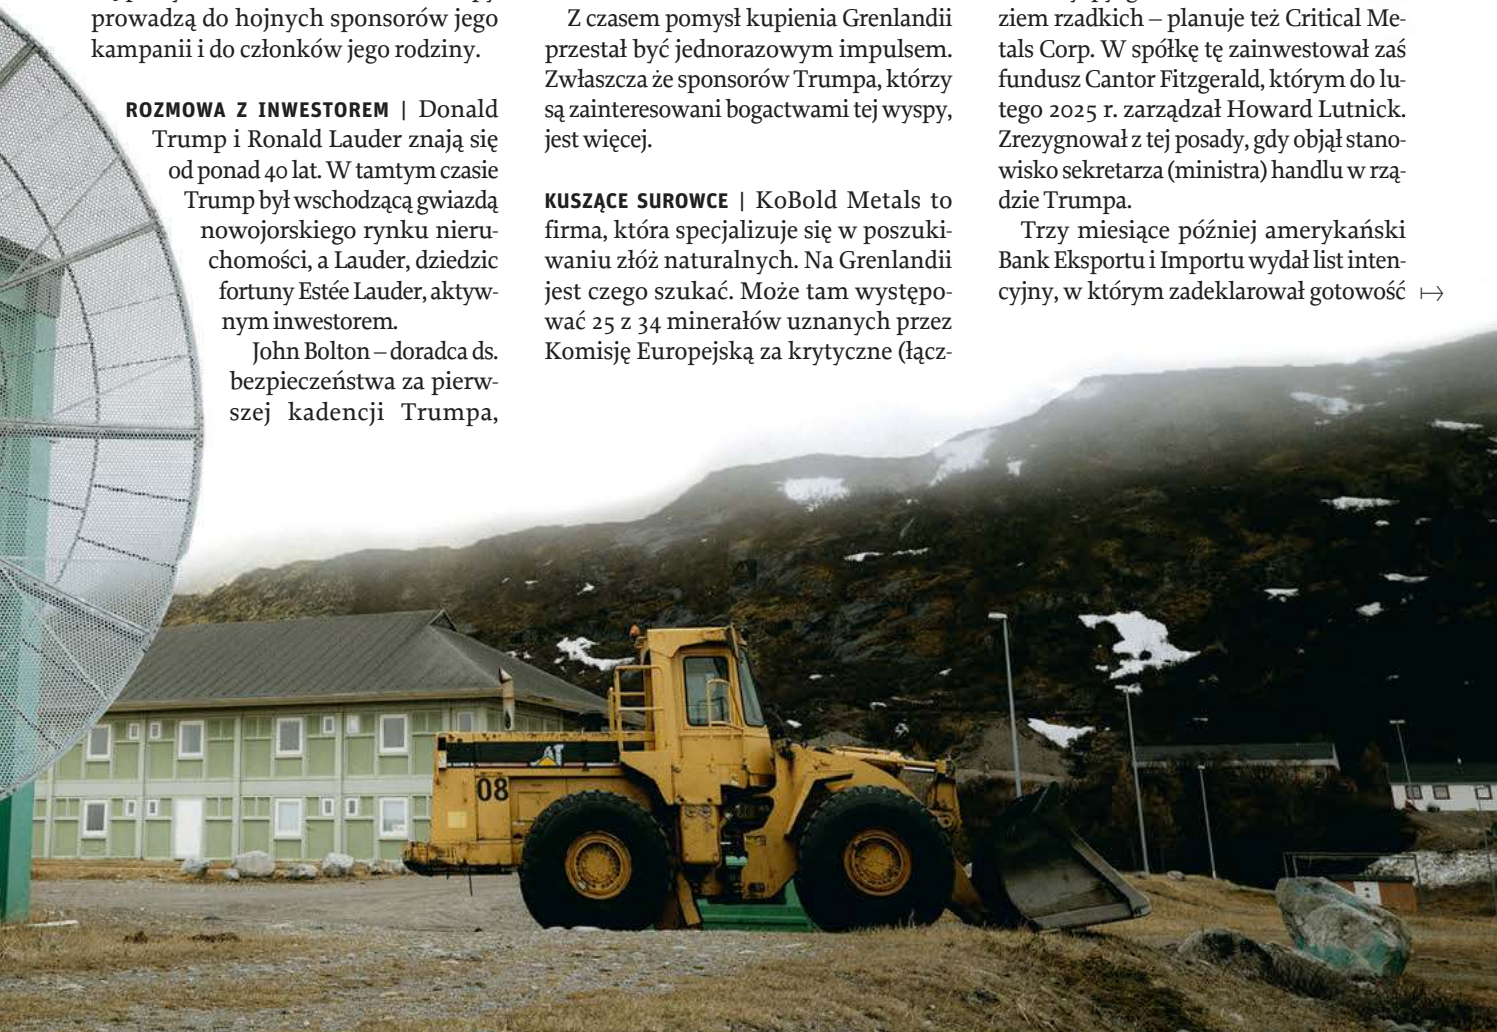 prowadzą do hojnych sponsorów jego
kampanii i do członków jego rodziny.
ROZMOWA Z INWESTOREM | Donald
Trump i Ronald Lauder znają się
od ponad 40 lat. W tamtym czasie
Trump był wschodzącą gwiazdą
nowojorskiego rynku nieru-
chomości, a Lauder, dziedzic
fortuny Estée Lauder, aktyw-
nym inwestorem.
John Bolton – doradca ds.
bezpieczeństwa za pierw-
szej kadencji Trumpa,
Z czasem pomysł kupienia Grenlandii
przestał być jednorazowym impulsem.
Zwłaszcza że sponsorów Trumpa, którzy
są zainteresowani bogactwami tej wyspy,
jest więcej.
KUSZĄCE SUROWCE | KoBold Metals to
firma, która specjalizuje się w poszuki-
waniu złóż naturalnych. Na Grenlandii
jest czego szukać. Może tam występo-
wać 25 z 34 minerałów uznanych przez
Komisję Europejską za krytyczne (łącz-
ziem rzadkich – planuje też Critical Me-
tals Corp. W spółkę tę zainwestował zaś
fundusz Cantor Fitzgerald, którym do lu-
tego 2025 r. zarządzał Howard Lutnick.
Zrezygnował z tej posady, gdy objął stano-
wisko sekretarza (ministra) handlu w rzą-
dzie Trumpa.
Trzy miesiące później amerykański
Bank Eksportu i Importu wydał list inten-
cyjny, w którym zadeklarował gotowość ↦
08